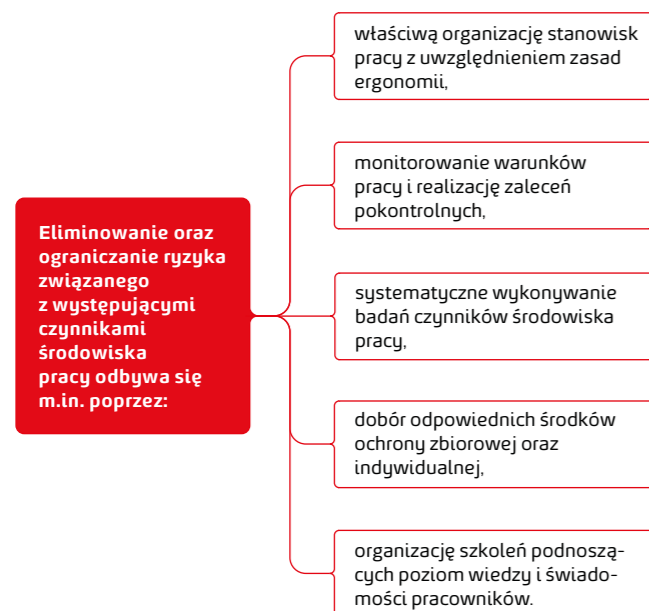 Eliminowanie oraz
ograniczanie ryzyka
związanego
z występującymi
czynnikami
środowiska
pracy odbywa się
m.in. poprzez:
właściwą organizację stanowisk
pracy z uwzględnieniem zasad
ergonomii,
monitorowanie warunków
pracy i realizację zaleceń
pokontrolnych,
systematyczne wykonywanie
badań czynników środowiska
pracy,
dobór odpowiednich środków
ochrony zbiorowej oraz
indywidualnej,
organizację szkoleń podnoszą-
cych poziom wiedzy i świado-
mości pracowników.